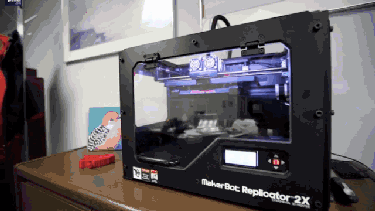 MakerBot Replicator 2X